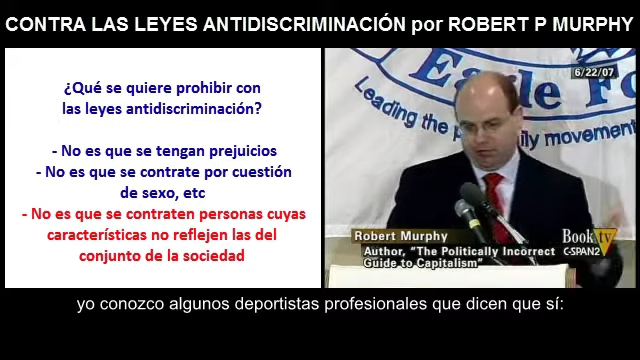 CONTRA LAS LEYES ANTIDISCRIMINACIÓN por ROBERT P MURPHY
¿Qué se quiere prohibir con
las leyes antidiscriminación?
- No es que se tengan prejuicios
- No es que se contrate por cuestión
de sexo, etc
- No es que se contraten personas cuyas
características no reflejen las del
conjunto de la sociedad
6/22/07
Eagle Fo
Leading the p ily movement
Robert Murphy
Author, "The Politically Incorrect
Guide to Capitalism"
Book tv
C-SPAN2
yo conozco algunos deportistas profesionales que dicen que sí: